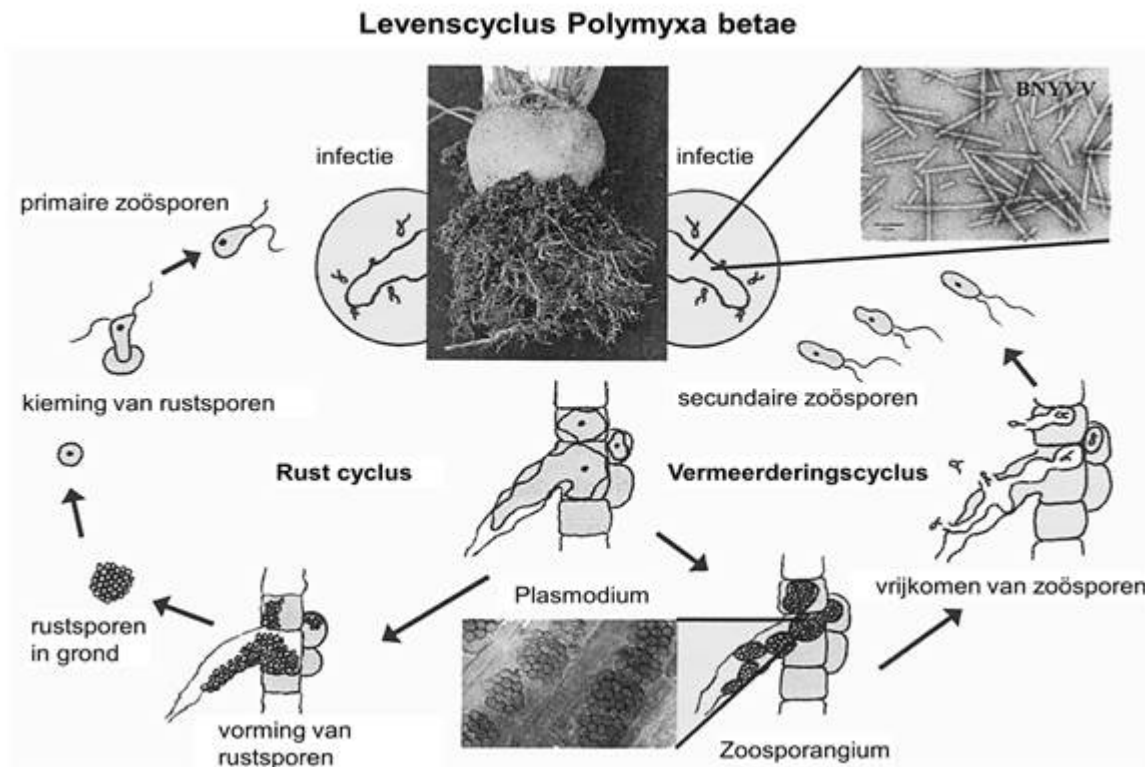 Levenscyclus Polymyxa betae
BNYVV
infectie
infectie
primaire zoösporen
kieming van rustsporen
secundaire zoösporen
Rust cyclus
Vermeerderingscyclus
Plasmodium
vrijkomen van zoösporen
rustsporen
in grond
vorming van
rustsporen
Zoosporangium